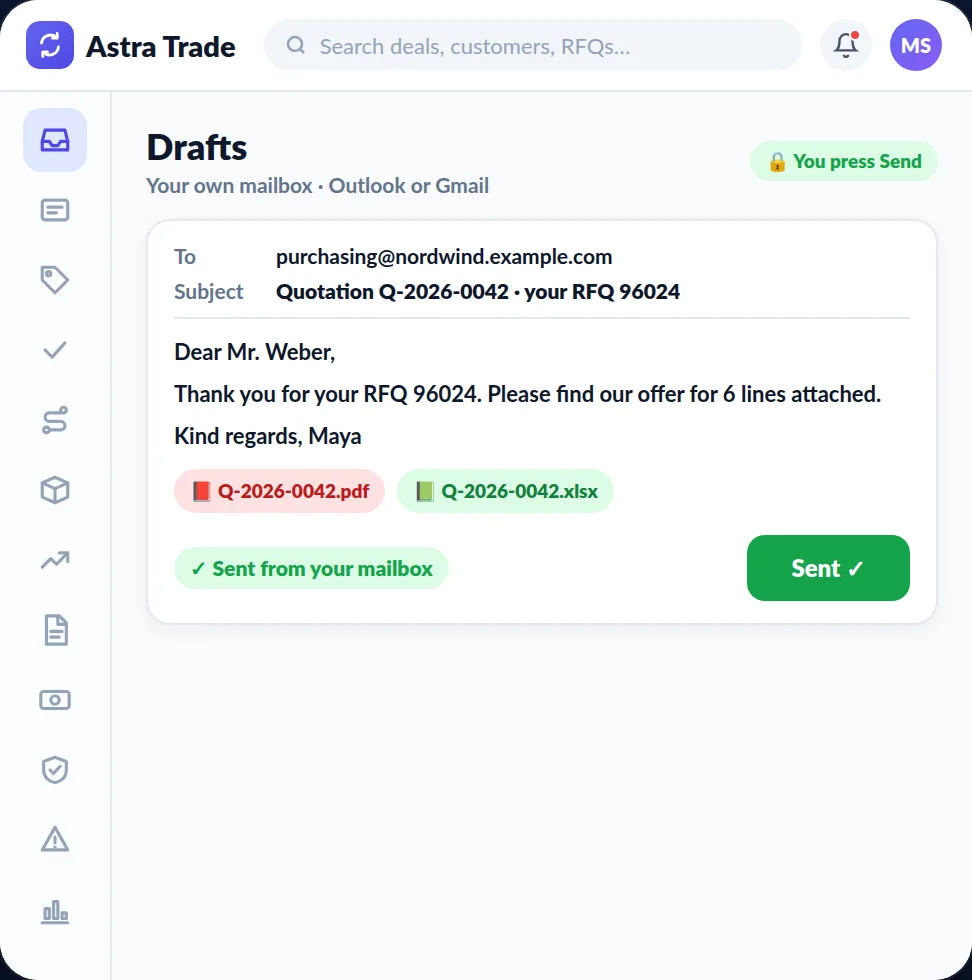 Astra Trade
Search deals, customers, RFQs...
MS
Drafts
Your own mailbox · Outlook or Gmail
🔒 You press Send
To purchasing@nordwind.example.com
Subject Quotation Q-2026-0042 · your RFQ 96024
Dear Mr. Weber,
Thank you for your RFQ 96024. Please find our offer for 6 lines attached.
Kind regards, Maya
📕 Q-2026-0042.pdf
📗 Q-2026-0042.xlsx
✓ Sent from your mailbox
Sent ✓